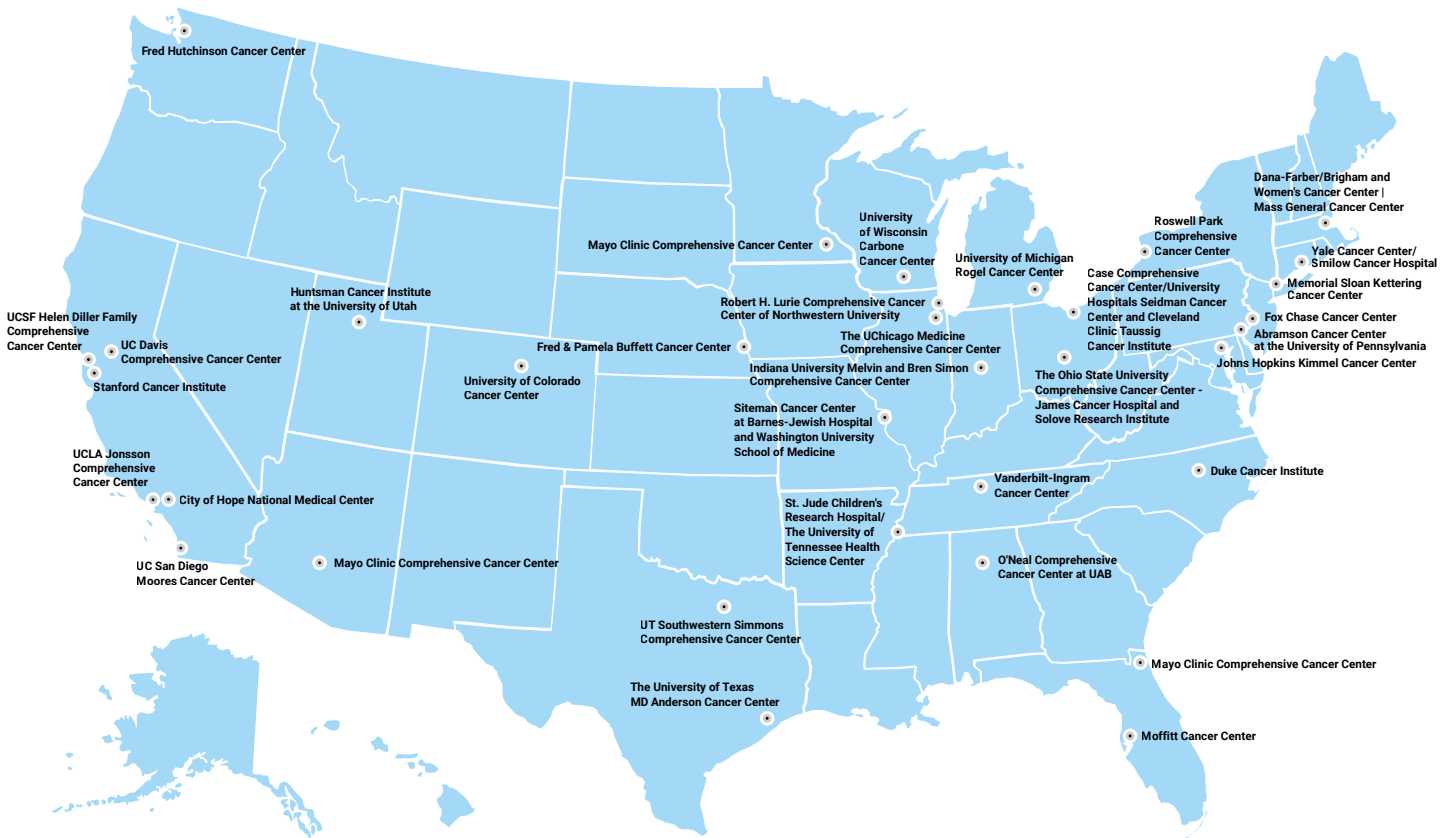 Fred Hutchinson Cancer Center
Dana-Farber/Brigham and
Women's Cancer Center |
Mass General Cancer Center
University
of Wisconsin
Carbone
Cancer Center
Roswell Park
Comprehensive
Cancer Center
Mayo Clinic Comprehensive Cancer Center
University of Michigan
Rogel Cancer Center
Yale Cancer Center/
Smilow Cancer Hospital
Case Comprehensive
Cancer Center/University
Hospitals Seidman Cancer
Center and Cleveland
Clinic Taussig
Cancer Institute
Memorial Sloan Kettering
Cancer Center
Huntsman Cancer Institute
at the University of Utah
Robert H. Lurie Comprehensive Cancer
Center of Northwestern University
UCSF Helen Diller Family
Comprehensive
Cancer Center
Fox Chase Cancer Center
UC Davis
Comprehensive Cancer Center
Fred & Pamela Buffett Cancer Center
The UChicago Medicine
Comprehensive Cancer Center
Abramson Cancer Center
at the University of Pennsylvania
Johns Hopkins Kimmel Cancer Center
Stanford Cancer Institute
University of Colorado
Cancer Center
Indiana University Melvin and Bren Simon
Comprehensive Cancer Center
The Ohio State University
Comprehensive Cancer Center -
James Cancer Hospital and
Solove Research Institute
Siteman Cancer Center
at Barnes-Jewish Hospital
and Washington University
School of Medicine
UCLA Jonsson
Comprehensive
Cancer Center
City of Hope National Medical Center
Vanderbilt-Ingram
Cancer Center
Duke Cancer Institute
St. Jude Children's
Research Hospital/
The University of
Tennessee Health
Science Center
UC San Diego
Moores Cancer Center
Mayo Clinic Comprehensive Cancer Center
O'Neal Comprehensive
Cancer Center at UAB
UT Southwestern Simmons
Comprehensive Cancer Center
Mayo Clinic Comprehensive Cancer Center
The University of Texas
MD Anderson Cancer Center
Moffitt Cancer Center